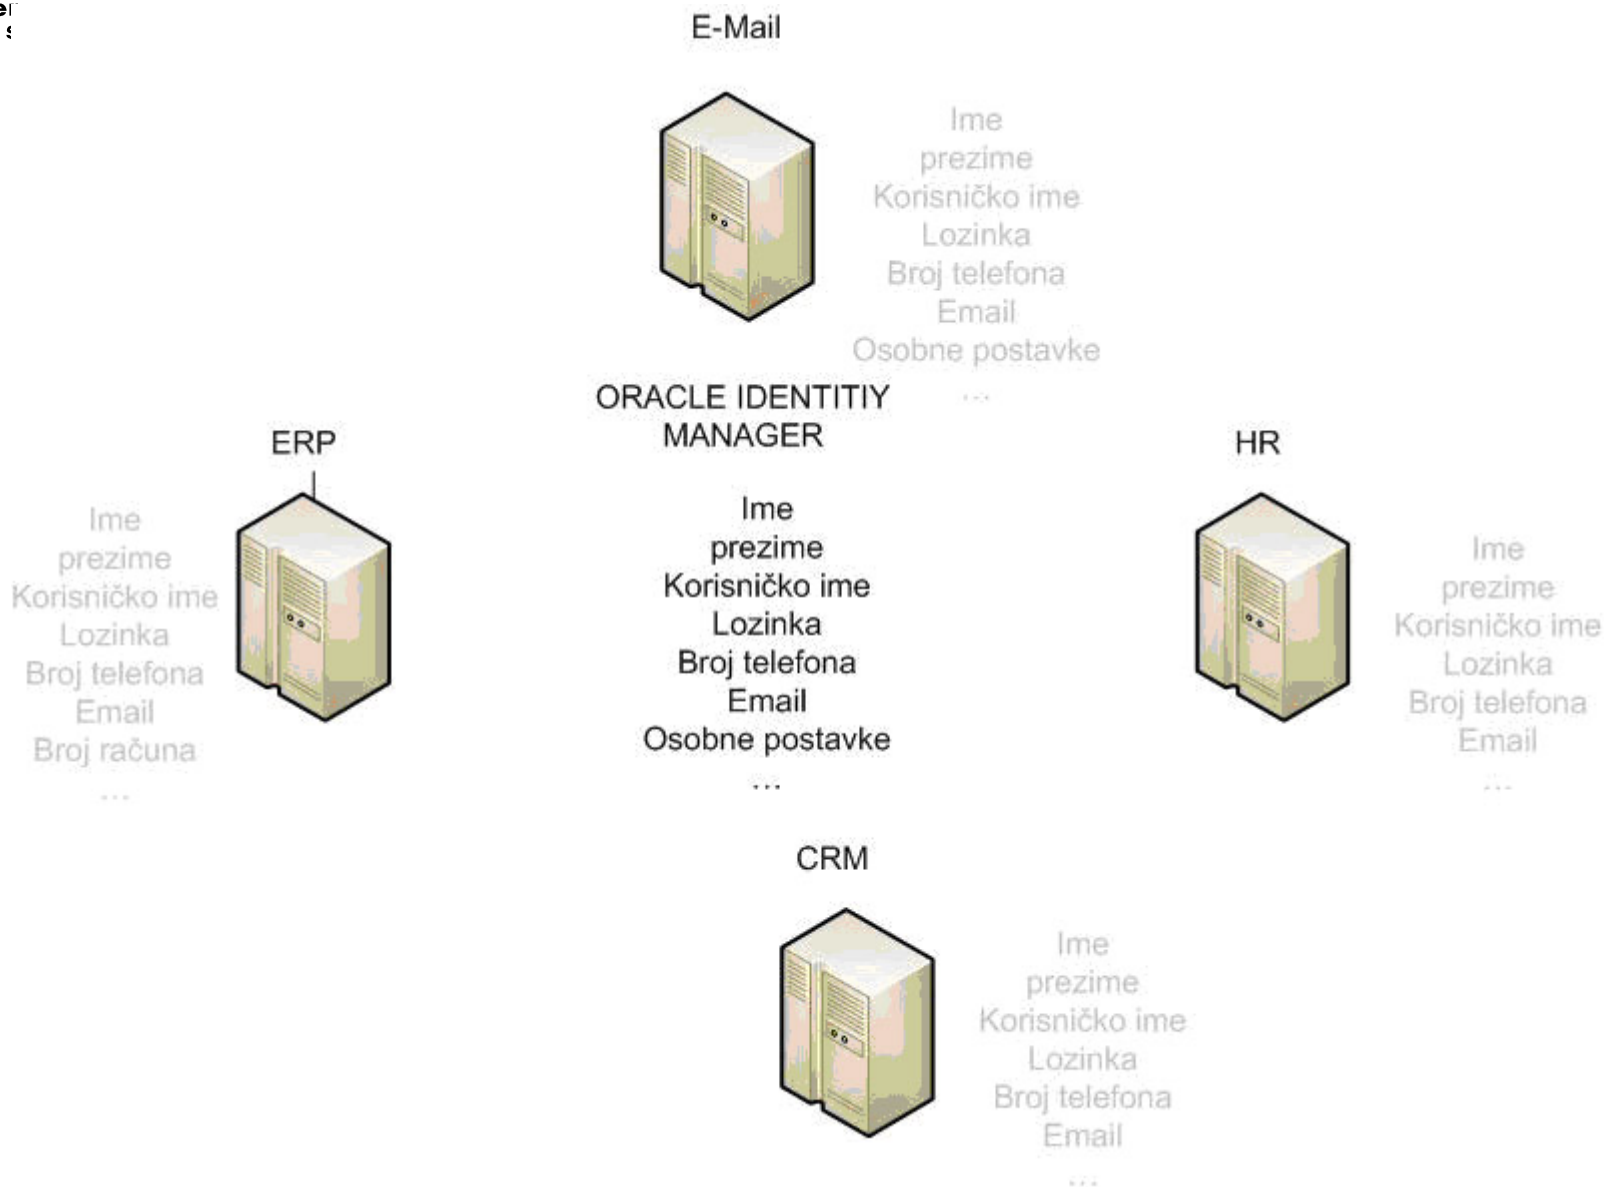 E-Mail
Ime
prezime
Korisničko ime
Lozinka
Broj telefona
Email
Osobne postavke
...
ORACLE IDENTITIY
MANAGER
Ime
prezime
Korisničko ime
Lozinka
Broj telefona
Email
Osobne postavke
...
ERP
Ime
prezime
Korisničko ime
Lozinka
Broj telefona
Email
Broj računa
...
HR
Ime
prezime
Korisničko ime
Lozinka
Broj telefona
Email
...
CRM
Ime
prezime
Korisničko ime
Lozinka
Broj telefona
Email
...